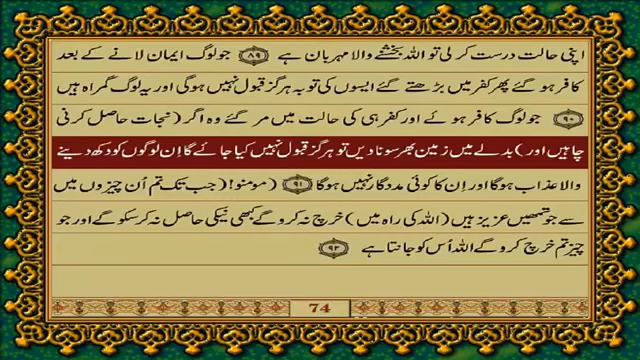 اپنی حالت درست کر لی تو اللہ بخشنے والا مہربان ہے ﴿۸۹﴾ جو لوگ ایمان لانے کے بعد
کافر ہو گئے پھر کفر میں بڑھتے گئے ایسوں کی توبہ ہرگز قبول نہیں ہوگی اور یہ لوگ گمراہ ہیں
﴿۹۰﴾ جو لوگ کافر ہوئے اور کفر ہی کی حالت میں مر گئے وہ اگر (نجات حاصل کرنی
چاہیں اور) بدلے میں زمین بھر سونا دیں تو ہرگز قبول نہیں کیا جائے گا اِن لوگوں کو دکھ دینے
والا عذاب ہوگا اور اِن کا کوئی مددگار نہیں ہوگا ﴿۹۱﴾ (مومنو!) جب تک تم اُن چیزوں میں
سے جو تمھیں عزیز ہیں (اللہ کی راہ میں) خرچ نہ کرو گے کبھی نیکی حاصل نہ کر سکو گے اور جو
چیز تم خرچ کرو گے اللہ اُس کو جانتا ہے ﴿۹۲﴾
74